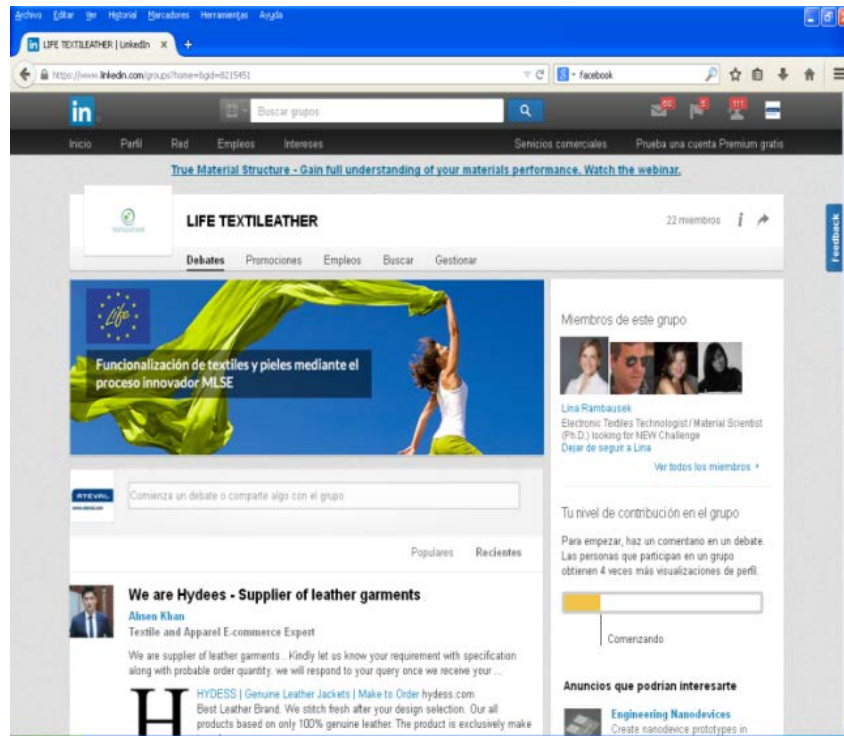 Archivo Editar Ver Historial Marcadores Herramientas Ayuda
in LIFE TEXTILEATHER | LinkedIn × +
https://www.linkedin.com/groups?home=&gid=8215451
facebook
in
Buscar grupos
60 5 111
Inicio Perfil Red Empleos Intereses Servicios comerciales Prueba una cuenta Premium gratis
True Material Structure - Gain full understanding of your materials performance. Watch the webinar.
TEXTILEATHER
LIFE TEXTILEATHER 22 miembros i
Debates Promociones Empleos Buscar Gestionar
Feedback
Life
Funcionalización de textiles y pieles mediante el
proceso innovador MLSE
Miembros de este grupo
Lina Rambausek
Electronic Textiles Technologist / Material Scientist
(Ph.D.) looking for NEW Challenge
Dejar de seguir a Lina
Ver todos los miembros
ATEVAL
www.ateval.com
Comienza un debate o comparte algo con el grupo
Populares Recientes
Tu nivel de contribución en el grupo
Para empezar, haz un comentario en un debate.
Las personas que participan en un grupo
obtienen 4 veces más visualizaciones de perfil.
Comenzando
We are Hydees - Supplier of leather garments
Ahsen Khan
Textile and Apparel E-commerce Expert
We are supplier of leather garments . Kindly let us know your requirement with specification
along with probable order quantity. we will respond to your query once we receive your ...
H
HYDESS | Genuine Leather Jackets | Make to Order hydess.com
Best Leather Brand. We stitch fresh after your design selection. Our all
products based on only 100% genuine leather. The product is exclusively make
Anuncios que podrían interesarte
Engineering Nanodevices
Create nanodevice prototypes in